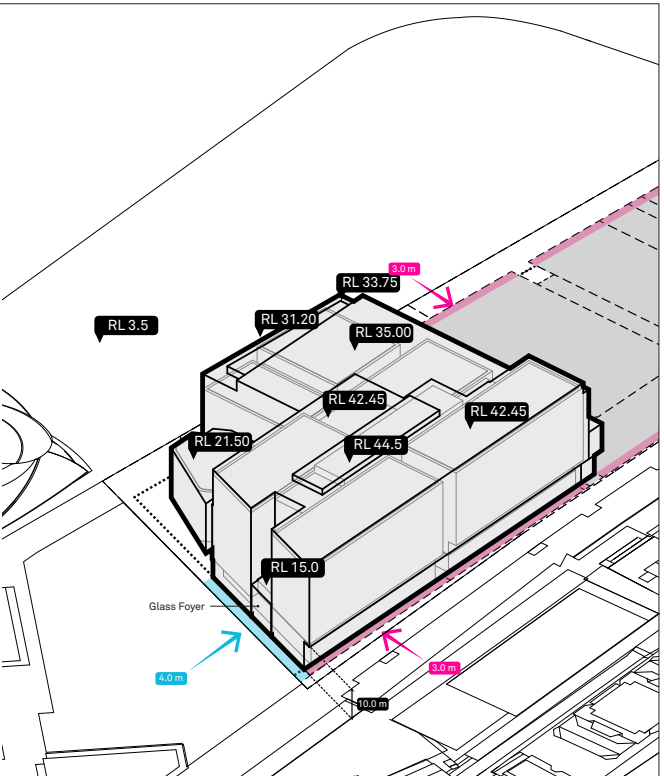 3.0 m
RL 33.75
RL 31.20
RL 3.5
RL 35.00
RL 42.45
RL 42.45
RL 21.50
RL 44.5
RL 15.0
Glass Foyer
3.0 m
4.0 m
10.0 m